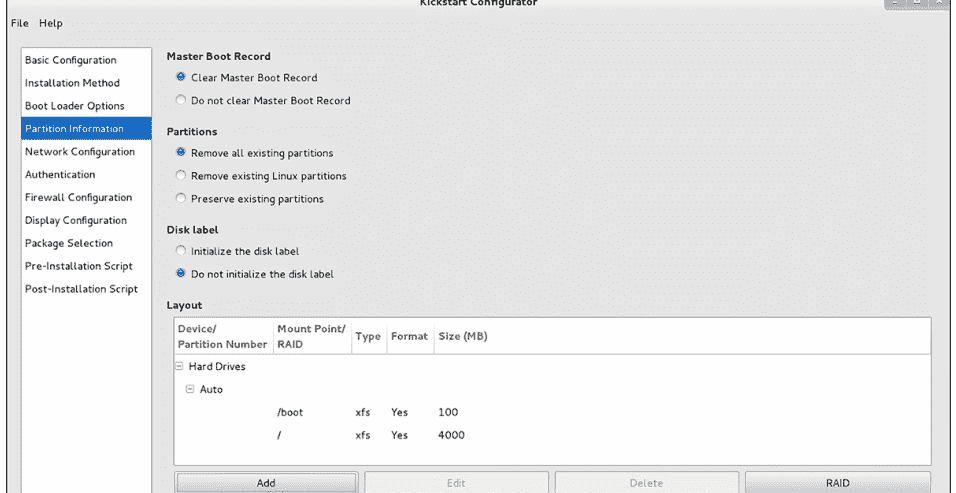 Kickstart Configurator
File Help
Basic Configuration
Installation Method
Boot Loader Options
Partition Information
Network Configuration
Authentication
Firewall Configuration
Display Configuration
Package Selection
Pre-Installation Script
Post-Installation Script
Master Boot Record
Clear Master Boot Record
Do not clear Master Boot Record
Partitions
Remove all existing partitions
Remove existing Linux partitions
Preserve existing partitions
Disk label
Initialize the disk label
Do not initialize the disk label
Layout
Device/ Mount Point/ Type Format Size (MB)
Partition Number RAID
Hard Drives
Auto
/boot xfs Yes 100
/ xfs Yes 4000
Add Edit Delete RAID